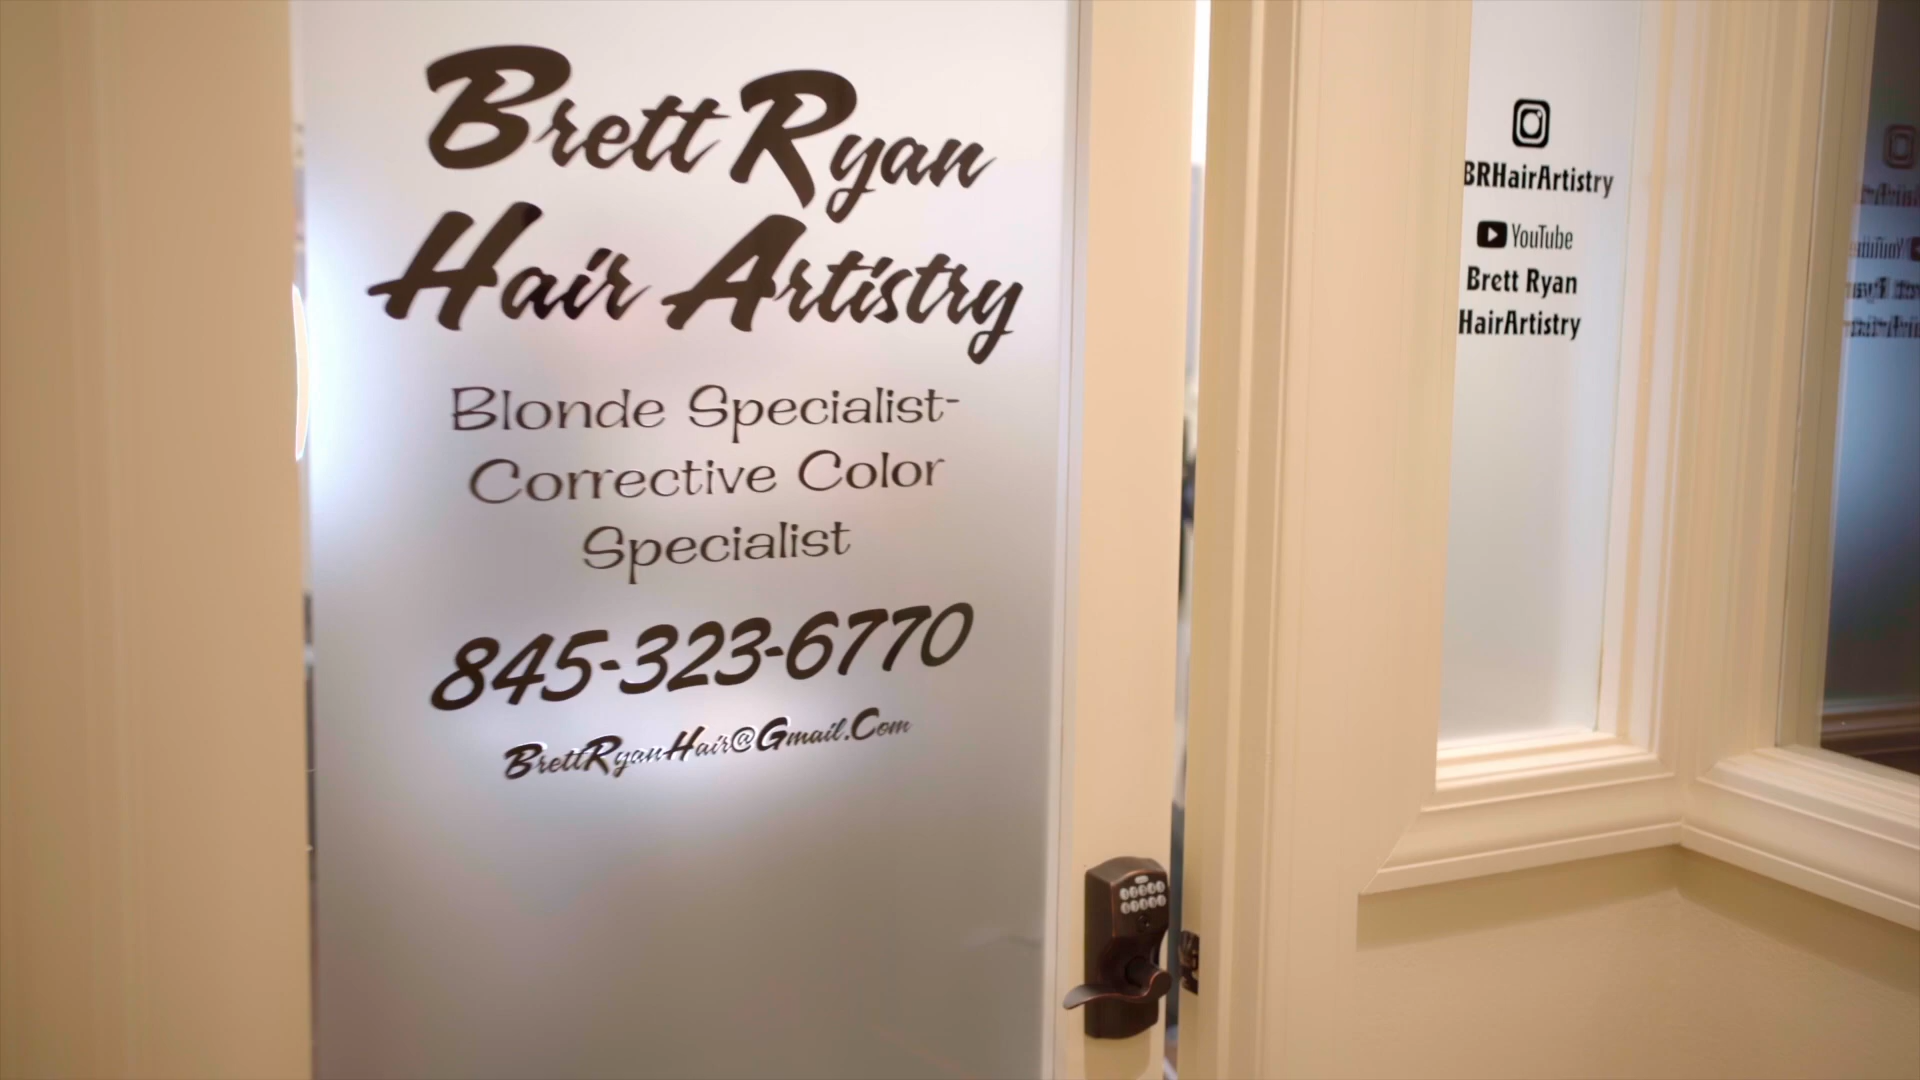 Brett Ryan
Hair Artistry
Blonde Specialist-
Corrective Color
Specialist
845-323-6770
BrettRyanHair@Gmail.Com
BRHairArtistry
YouTube
Brett Ryan
HairArtistry